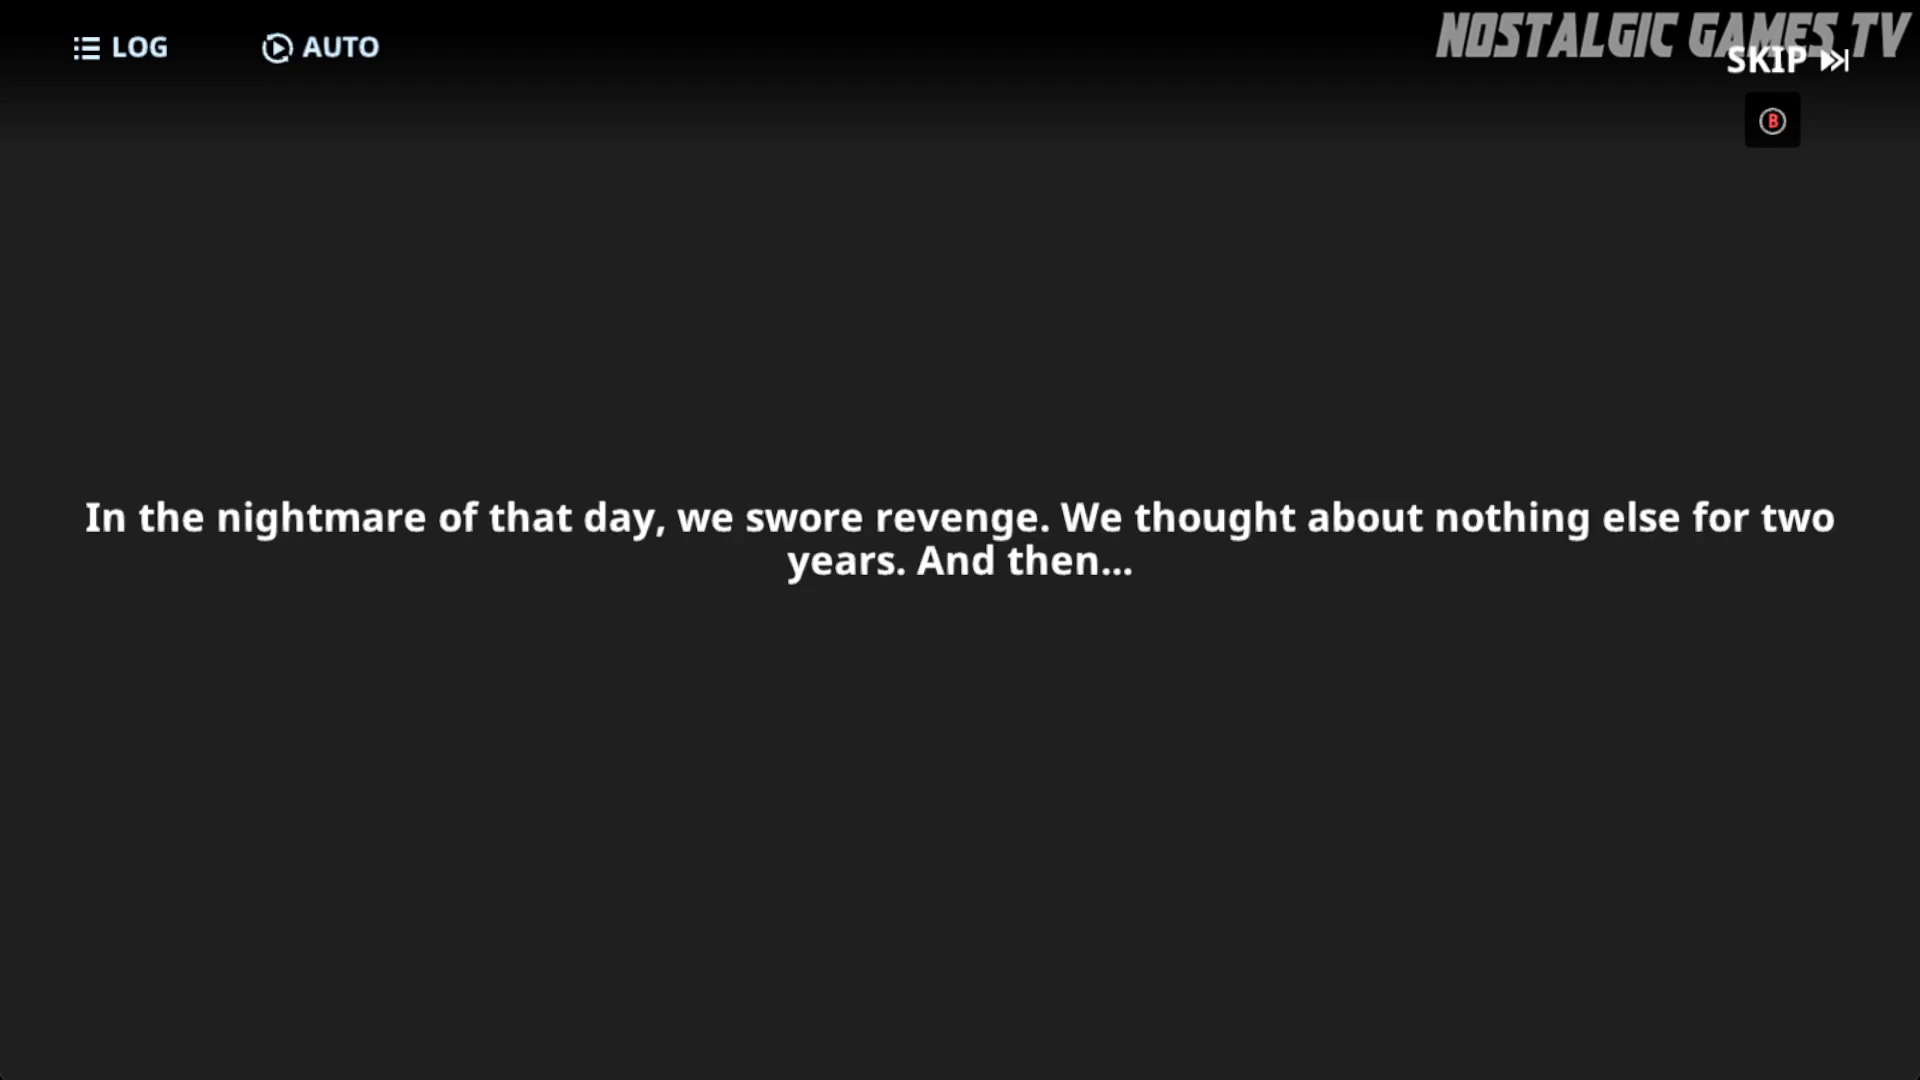 LOG
AUTO
NOSTALGIC GAMES TV
SKIP
B
In the nightmare of that day, we swore revenge. We thought about nothing else for two
years. And then...